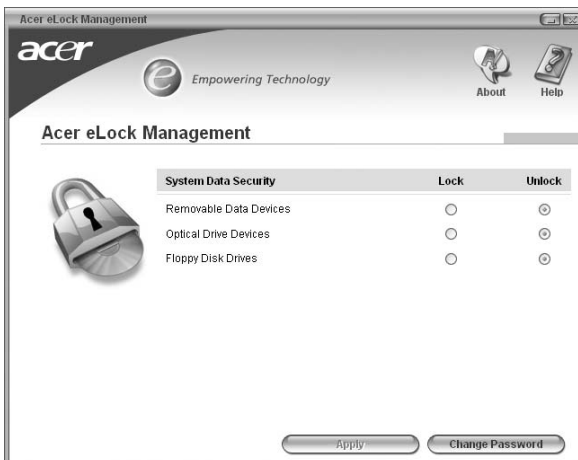 Acer eLock Management
acer
e Empowering Technology
About Help
Acer eLock Management
System Data Security Lock Unlock
Removable Data Devices
Optical Drive Devices
Floppy Disk Drives
Apply Change Password